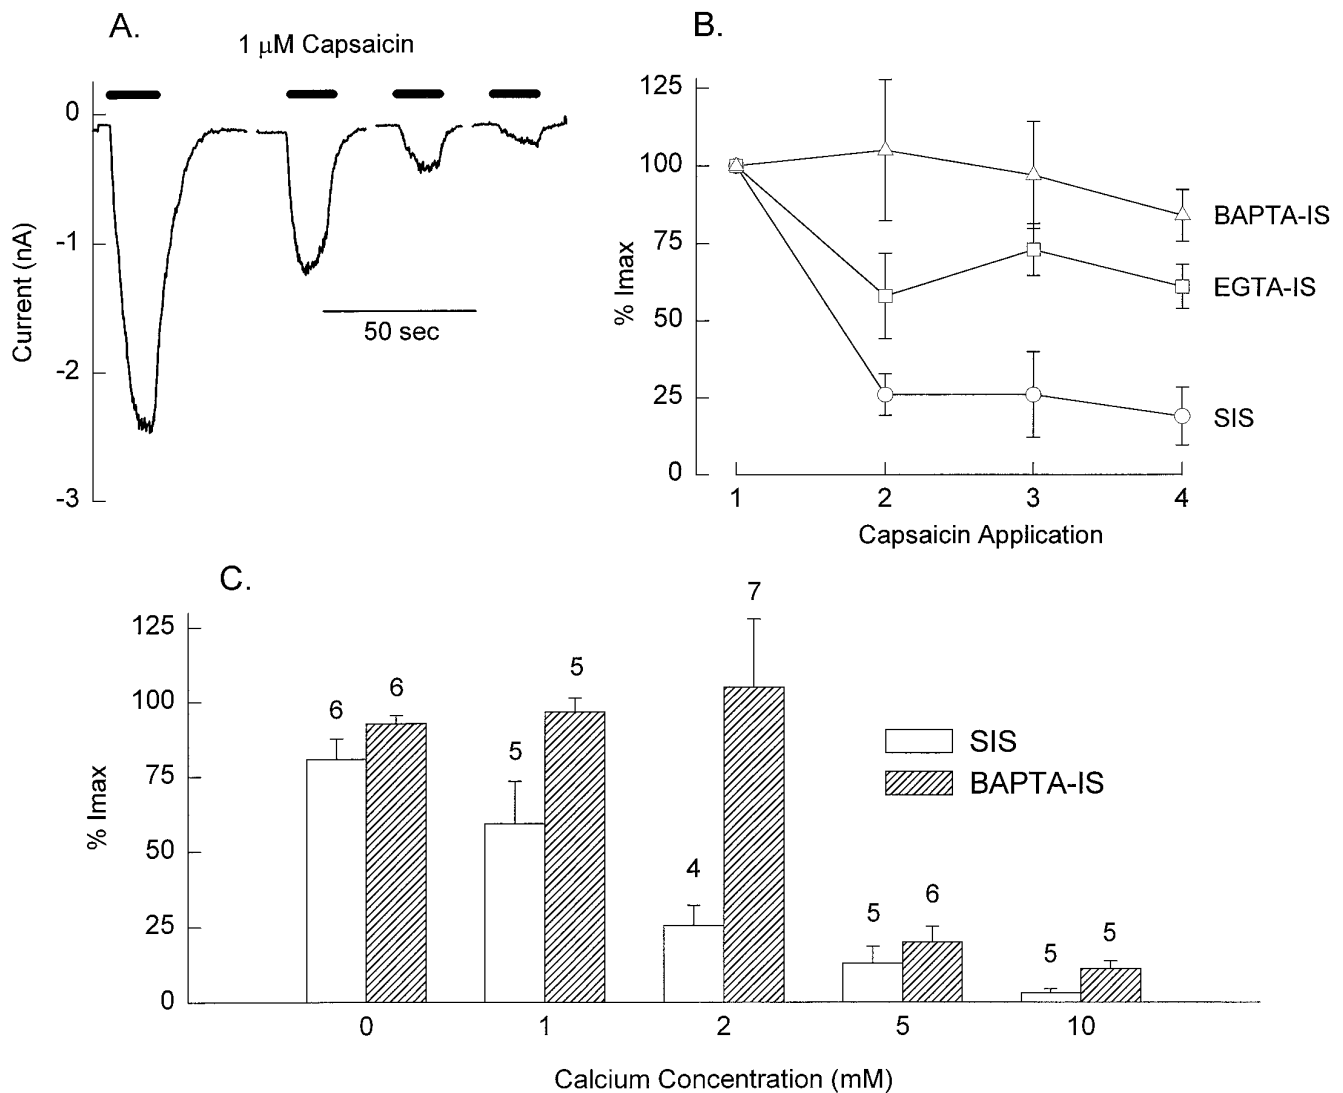 A.
1 μM Capsaicin
0
-1
-2
-3
Current (nA)
50 sec
B.
125
100
75
50
25
0
% Imax
BAPTA-IS
EGTA-IS
SIS
1 2 3 4
Capsaicin Application
C.
125
100
75
50
25
0
% Imax
6 6 5 5 4 7 5 6 5 5
SIS
BAPTA-IS
0 1 2 5 10
Calcium Concentration (mM)